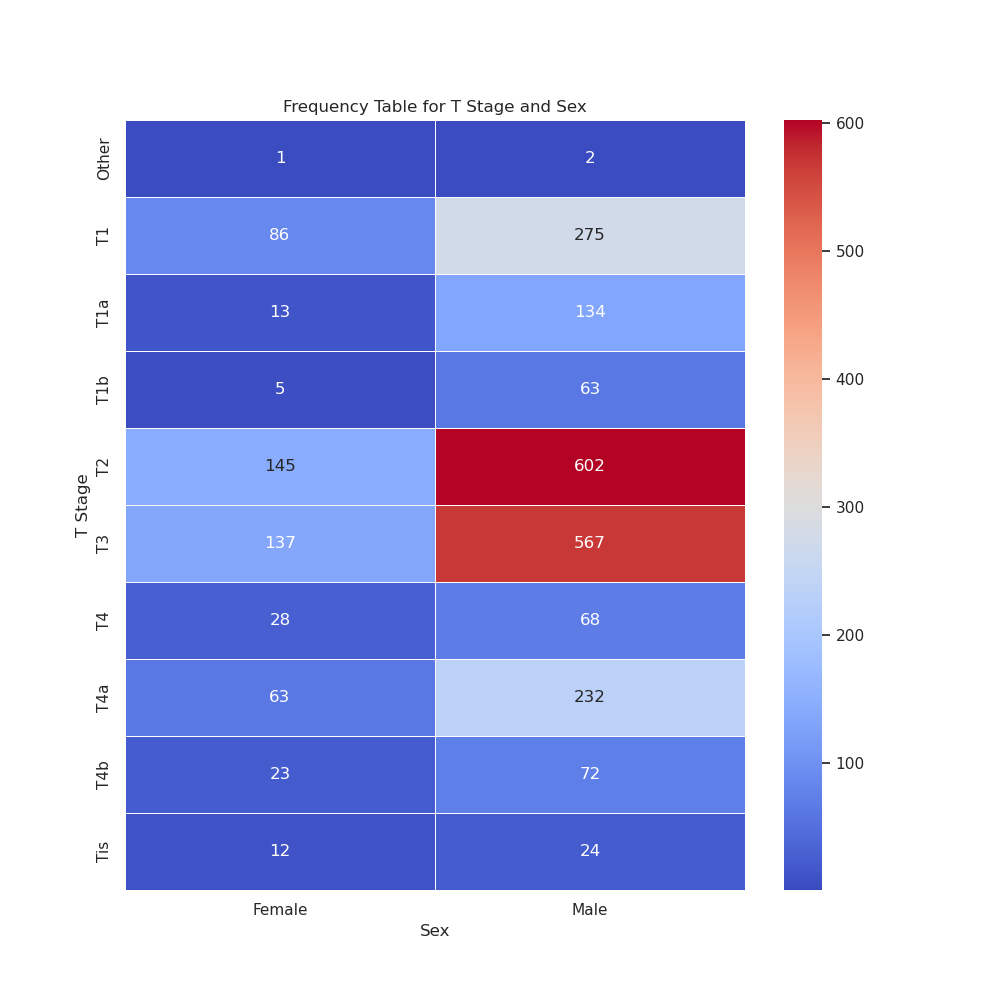 Frequency Table for T Stage and Sex
Other 1 2
T1 86 275
T1a 13 134
T1b 5 63
T2 145 602
T3 137 567
T4 28 68
T4a 63 232
T4b 23 72
Tis 12 24
T Stage
Female Male
Sex
600
500
400
300
200
100